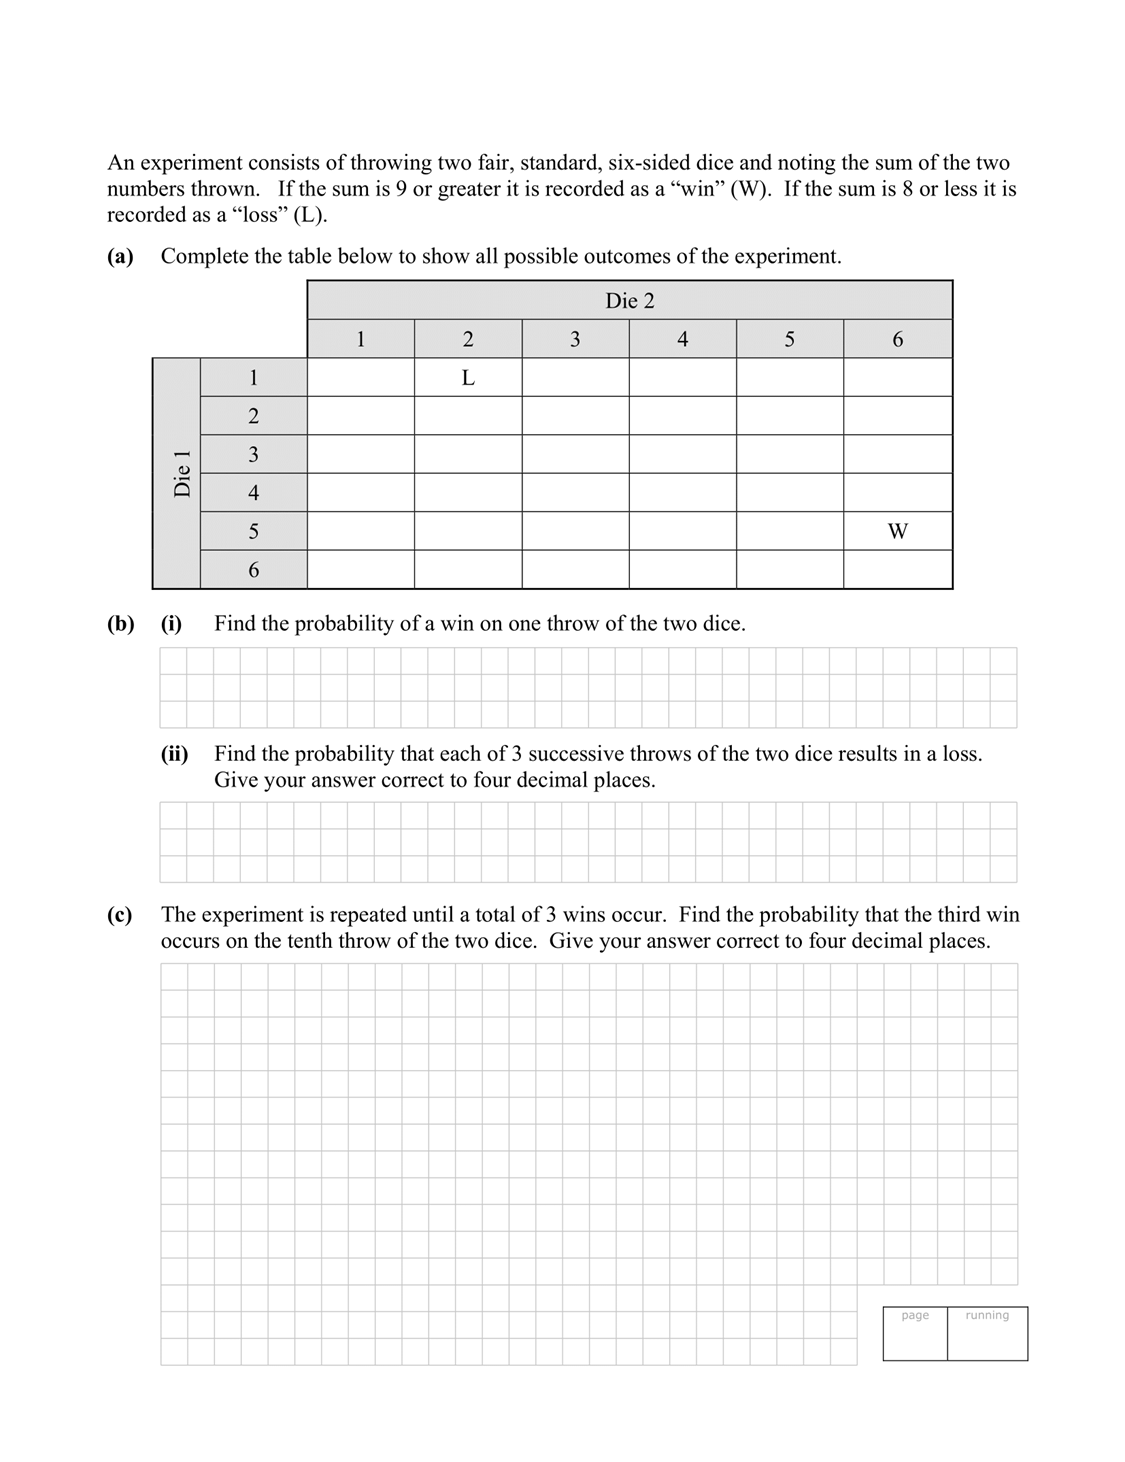 An experiment consists of throwing two fair, standard, six-sided dice and noting the sum of the two
numbers thrown. If the sum is 9 or greater it is recorded as a “win” (W). If the sum is 8 or less it is
recorded as a “loss” (L).
(a) Complete the table below to show all possible outcomes of the experiment.
Die 2
1 2 3 4 5 6
Die 1
1 L
2
3
4
5 W
6
(b) (i) Find the probability of a win on one throw of the two dice.
(ii) Find the probability that each of 3 successive throws of the two dice results in a loss.
Give your answer correct to four decimal places.
(c) The experiment is repeated until a total of 3 wins occur. Find the probability that the third win
occurs on the tenth throw of the two dice. Give your answer correct to four decimal places.
page running